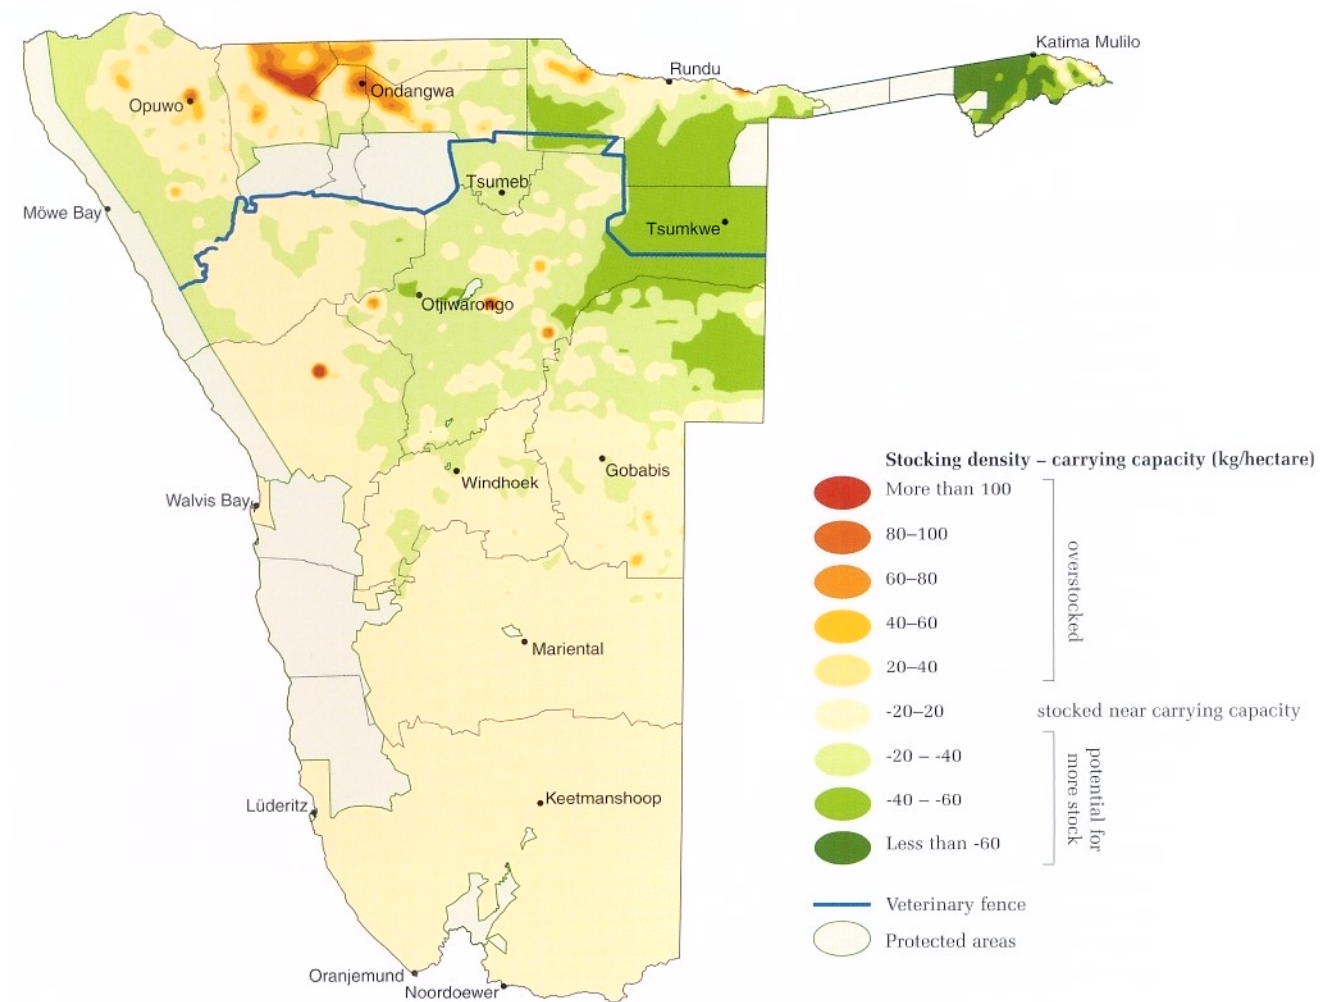 Katima Mulilo
Rundu
Ondangwa
Opuwo
Tsumeb
Möwe Bay
Tsumkwe
Otjiwarongo
Gobabis
Windhoek
Walvis Bay
Mariental
Keetmanshoop
Lüderitz
Oranjemund
Noordoewer
Stocking density – carrying capacity (kg/hectare)
More than 100
80–100
60–80
40–60
20–40
overstocked
-20–20
stocked near carrying capacity
-20 – -40
-40 – -60
Less than -60
potential for
more stock
Veterinary fence
Protected areas